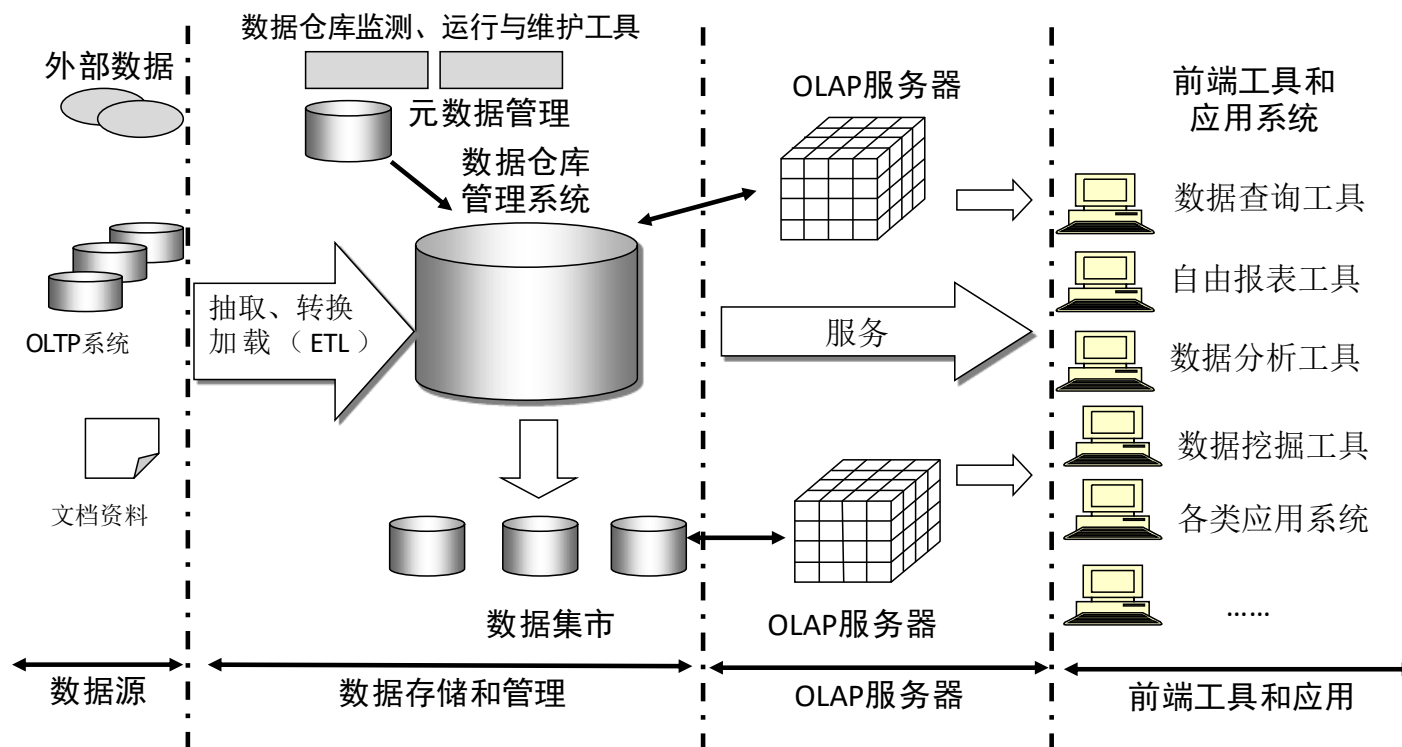 数据仓库监测、运行与维护工具
外部数据
元数据管理
数据仓库
管理系统
OLAP服务器
前端工具和
应用系统
数据查询工具
自由报表工具
数据分析工具
数据挖掘工具
各类应用系统
......
抽取、转换
加载（ETL）
服务
OLTP系统
文档资料
数据集市
OLAP服务器
数据源
数据存储和管理
OLAP服务器
前端工具和应用